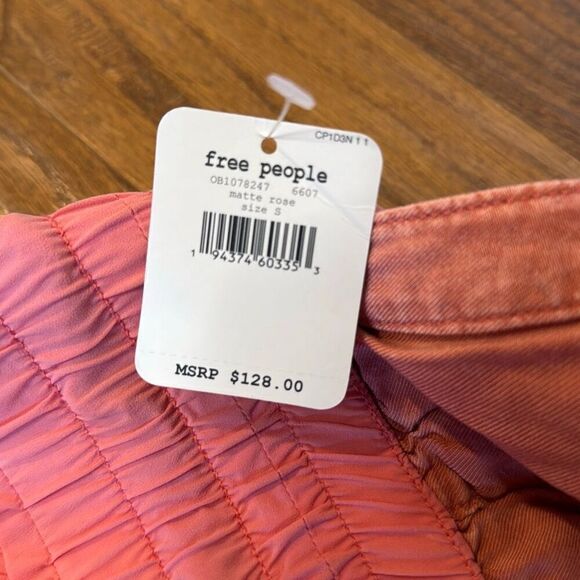 CP1D3N 1 1
free people
OB1078247 6607
matte rose
size S
1 94374 60335 3
MSRP $128.00